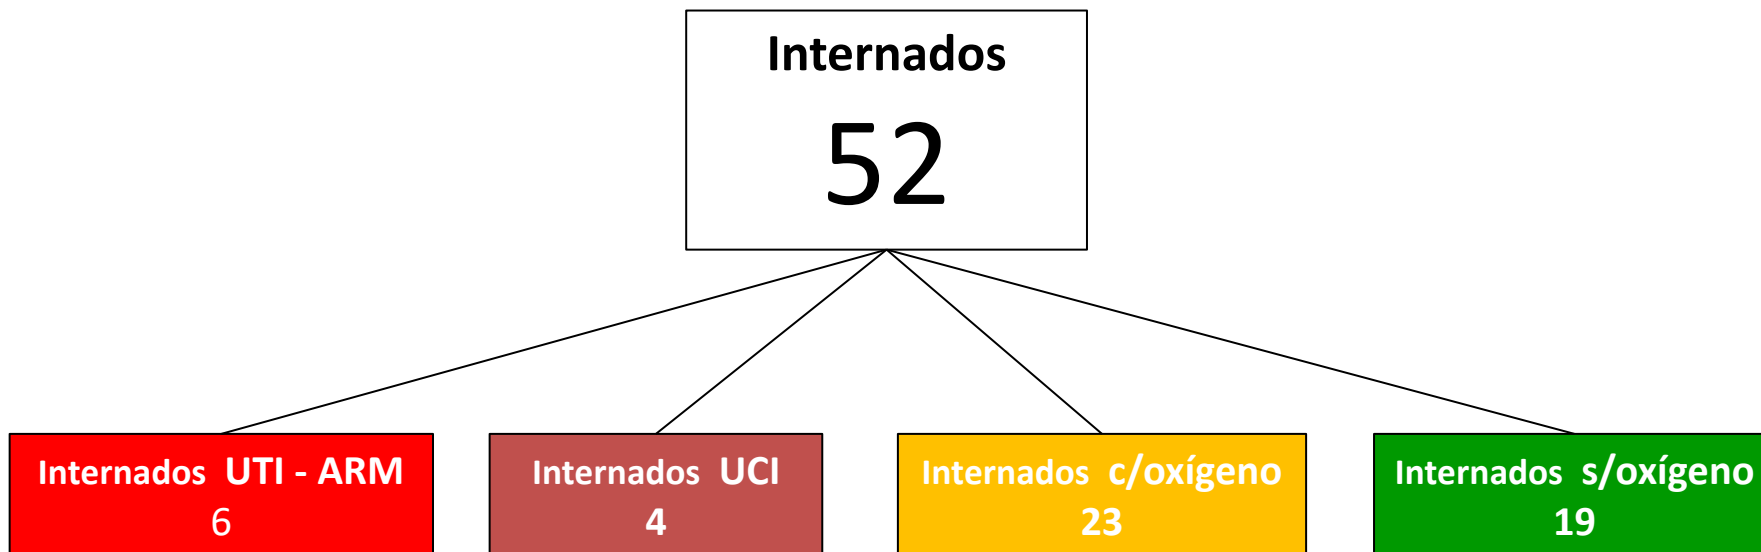 Internados
52
Internados UTI - ARM
6
Internados UCI
4
Internados c/oxígeno
23
Internados s/oxígeno
19